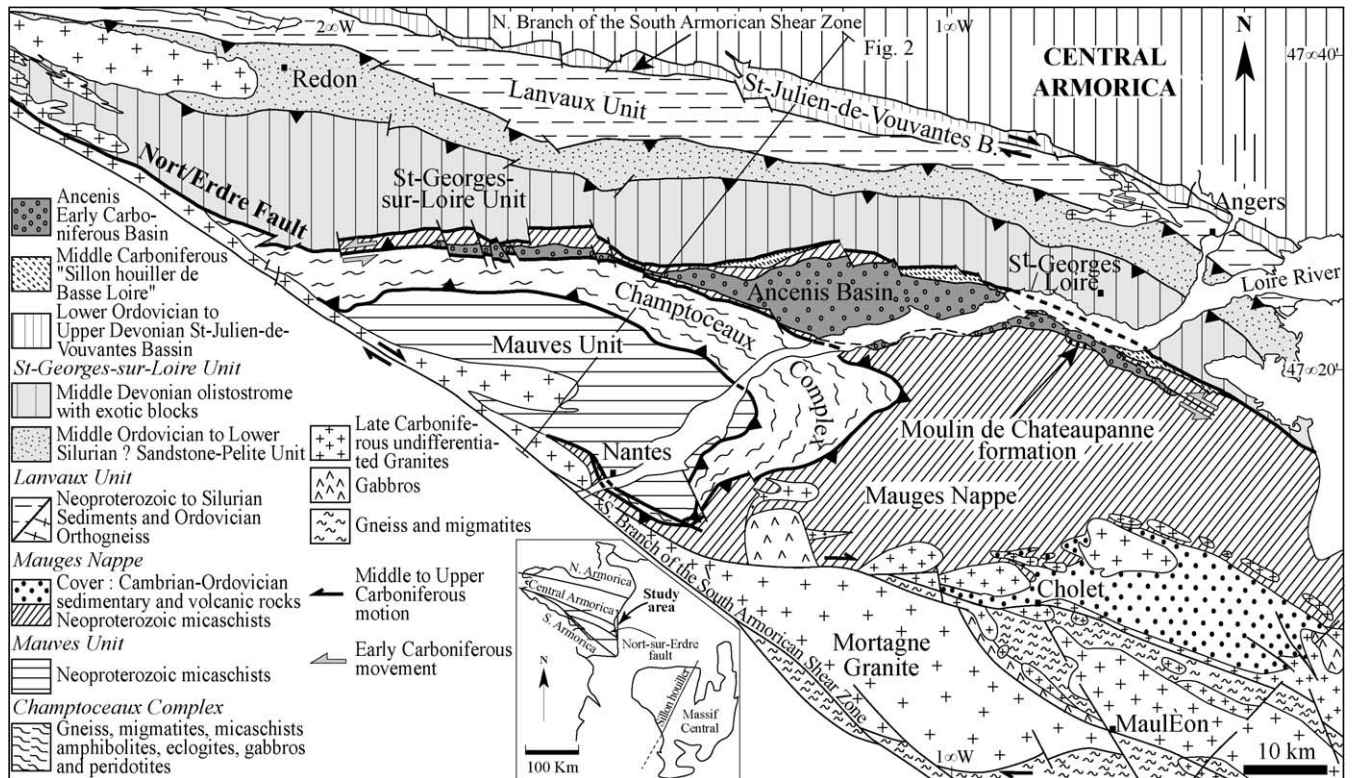 2∞W
N. Branch of the South Armorican Shear Zone
Fig. 2
1∞W
N
47∞40'
CENTRAL
ARMORICA
Redon
Lanvaux Unit
St-Julien-de-Vouvantes B.
Nort/Erdre Fault
St-Georges-
sur-Loire Unit
Angers
St-Georges
Loire
Loire River
Ancenis Basin
Champtoceaux
Complex
Mauves Unit
47∞20'
Moulin de Chateaupanne
formation
Nantes
Mauges Nappe
S. Branch of the South Armorican Shear Zone
Cholet
Mortagne
Granite
MaulÈon
1∞W
10 km
Ancenis
Early Carbo-
niferous Basin
Middle Carboniferous
"Sillon houiller de
Basse Loire"
Lower Ordovician to
Upper Devonian St-Julien-de-
Vouvantes Bassin
St-Georges-sur-Loire Unit
Middle Devonian olistostrome
with exotic blocks
Middle Ordovician to Lower
Silurian ? Sandstone-Pelite Unit
Lanvaux Unit
Neoproterozoic to Silurian
Sediments and Ordovician
Orthogneiss
Mauges Nappe
Cover : Cambrian-Ordovician
sedimentary and volcanic rocks
Neoproterozoic micaschists
Mauves Unit
Neoproterozoic micaschists
Champtoceaux Complex
Gneiss, migmatites, micaschists
amphibolites, eclogites, gabbros
and peridotites
Late Carbonife-
rous undifferentia-
ted Granites
Gabbros
Gneiss and migmatites
Middle to Upper
Carboniferous
motion
Early Carboniferous
movement
N. Armorica
Central Armorica
S. Armorica
Study
area
Nort-sur-Erdre
fault
N
Sillon houiller
Massif
Central
100 Km